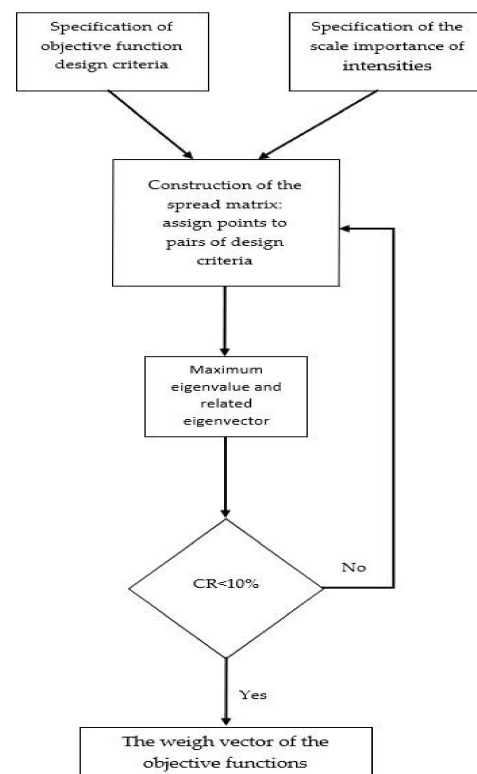 Specification of
objective function
design criteria
Specification of the
scale importance of
intensities
Construction of the
spread matrix:
assign points to
pairs of design
criteria
Maximum
eigenvalue and
related
eigenvector
CR<10%
No
Yes
The weigh vector of the
objective functions